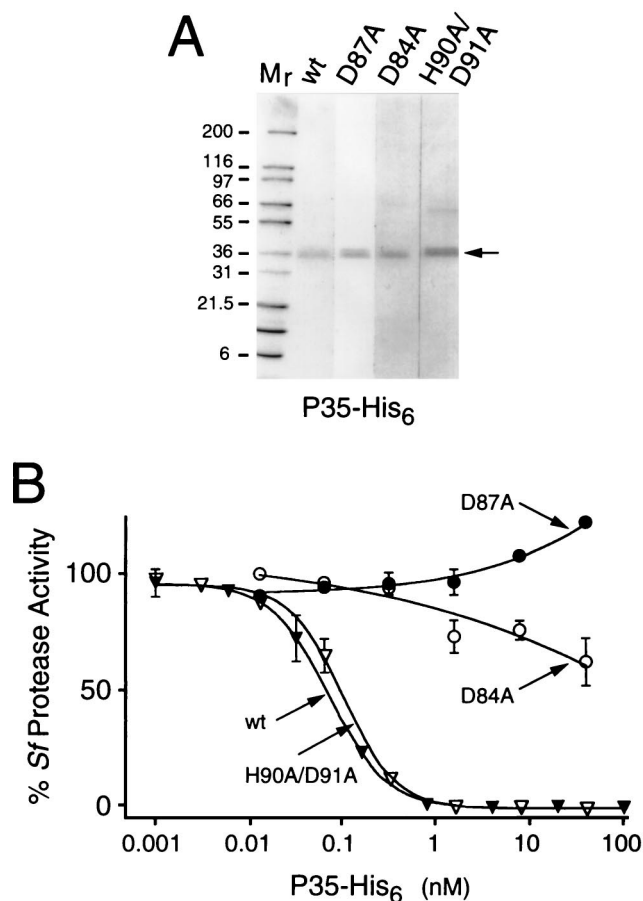 A
Mr wt D87A D84A H90A/
D91A
200
116
97
66
55
36
31
21.5
6
P35-His6
B
D87A
100
% Sf Protease Activity
D84A
50
wt
H90A/D91A
0
0.001 0.01 0.1 1 10 100
P35-His6 (nM)